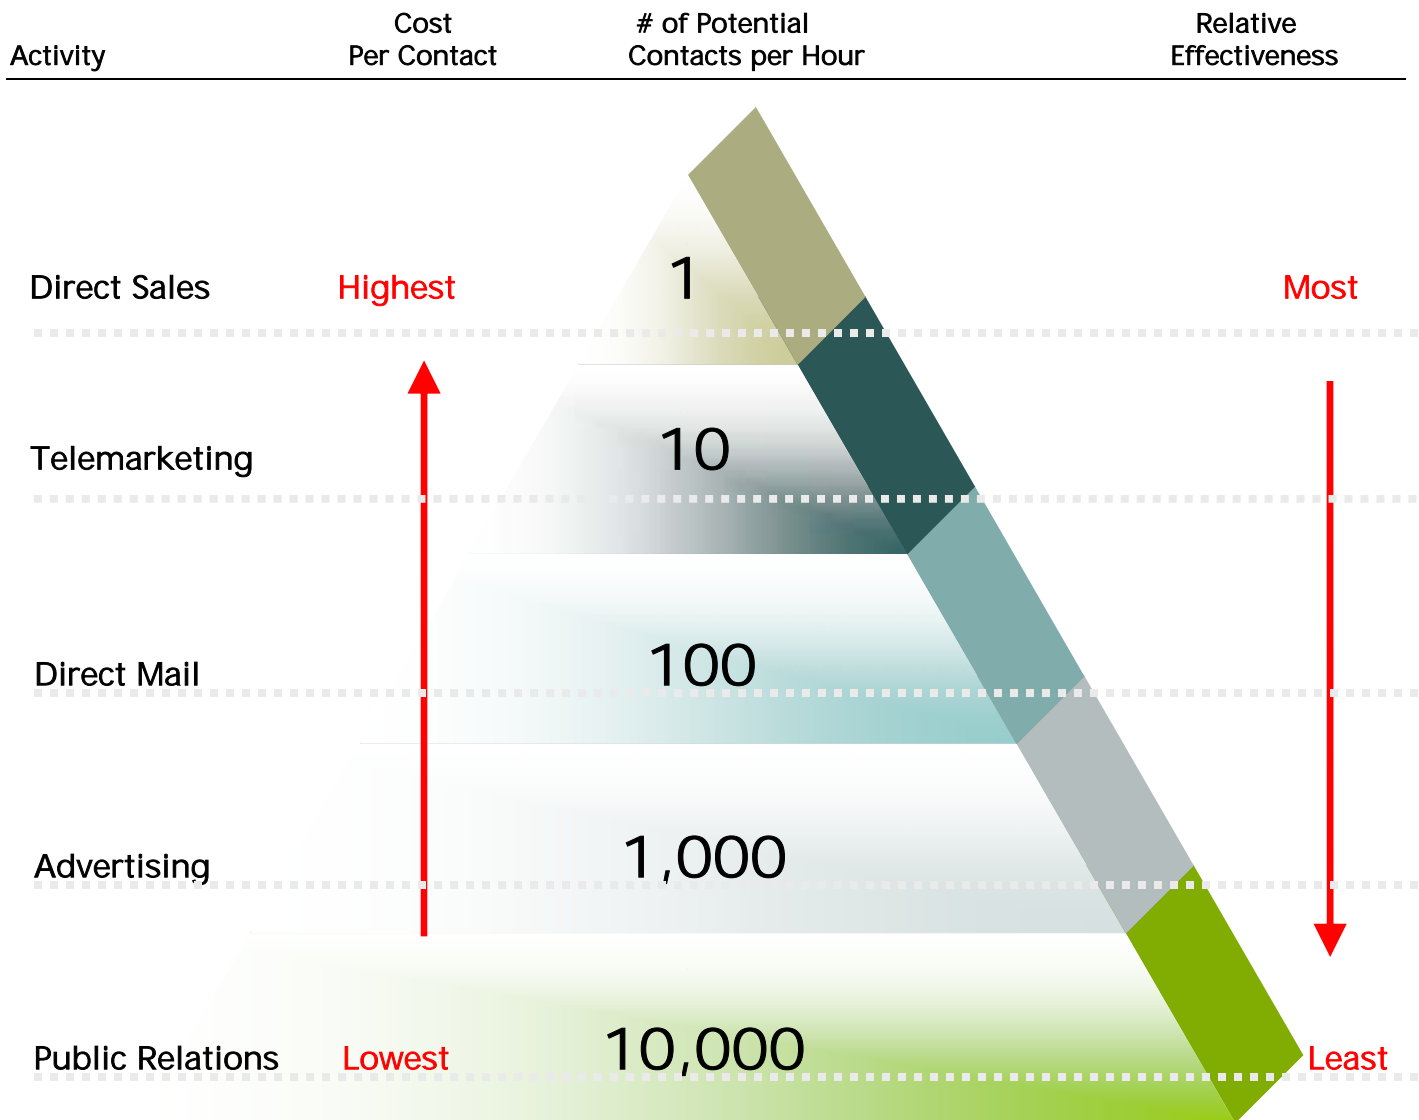 Activity
Cost
Per Contact
# of Potential
Contacts per Hour
Relative
Effectiveness
Direct Sales Highest 1 Most
Telemarketing 10
Direct Mail 100
Advertising 1,000
Public Relations Lowest 10,000 Least